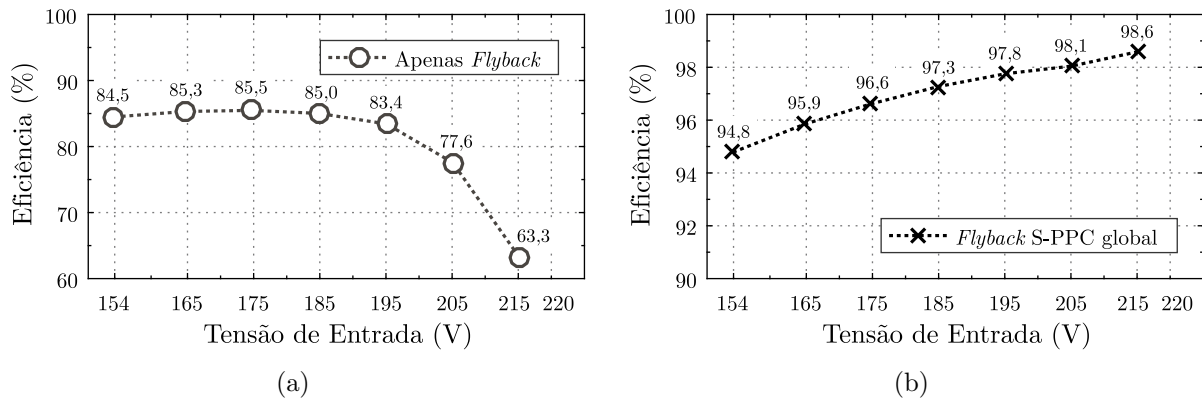 100
90
80
70
60
Eficiência (%)
Apenas Flyback
84,5
85,3
85,5
85,0
83,4
77,6
63,3
154 165 175 185 195 205 215 220
Tensão de Entrada (V)
(a)
100
98
96
94
92
90
Eficiência (%)
94,8
95,9
96,6
97,3
97,8
98,1
98,6
Flyback S-PPC global
154 165 175 185 195 205 215 220
Tensão de Entrada (V)
(b)